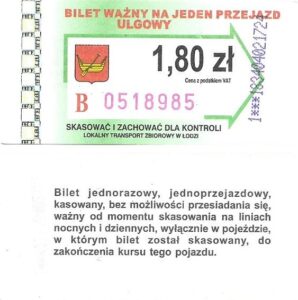 BILET WAŻNY NA JEDEN PRZEJAZD
ULGOWY
1,80 zł
Cena z podatkiem VAT
B 0518985
SKASOWAĆ I ZACHOWAĆ DLA KONTROLI
LOKALNY TRANSPORT ZBIOROWY W ŁODZI
Bilet jednorazowy, jednoprzejazdowy,
kasowany, bez możliwości przesiadania się,
ważny od momentu skasowania na liniach
nocnych i dziennych, wyłącznie w pojeździe,
w którym bilet został skasowany, do
zakończenia kursu tego pojazdu.